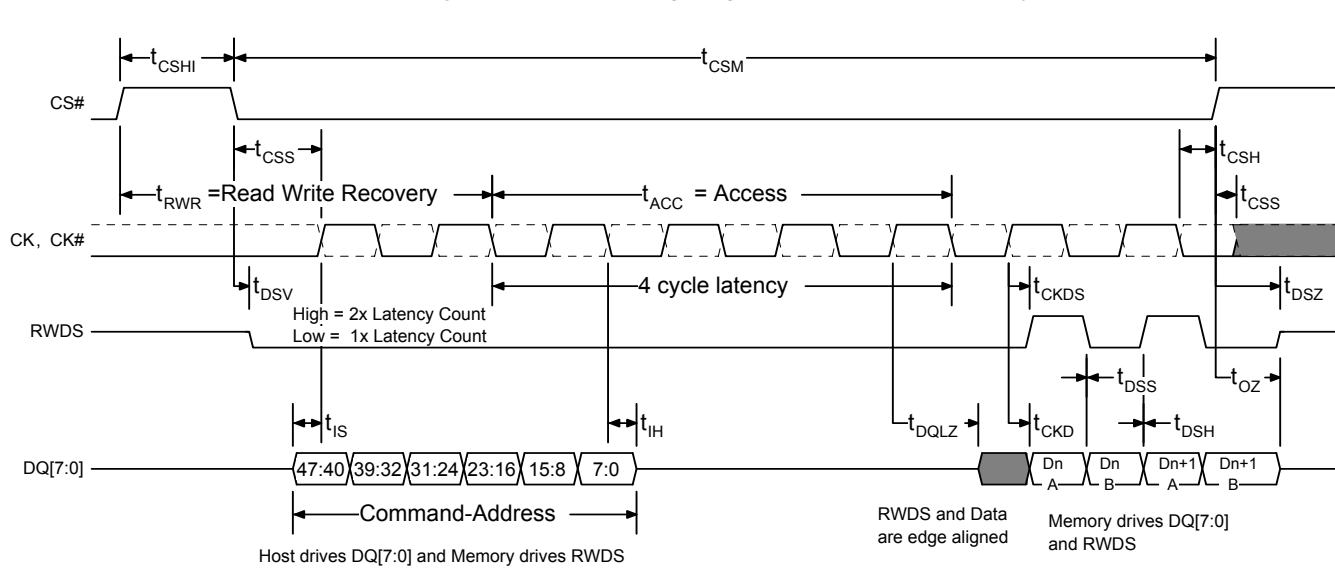 tCSHI
tCSM
CS#
tCSS
tCSH
tRWR =Read Write Recovery
tACC = Access
tCSS
CK, CK#
tDSV
4 cycle latency
tCKDS
tDSZ
High = 2x Latency Count
Low = 1x Latency Count
RWDS
tDSS
tOZ
tIS
tIH
tDQLZ
tCKD
tDSH
DQ[7:0]
47:40 39:32 31:24 23:16 15:8 7:0
Dn Dn Dn+1 Dn+1
A B A B
Command-Address
RWDS and Data
are edge aligned
Memory drives DQ[7:0]
and RWDS
Host drives DQ[7:0] and Memory drives RWDS